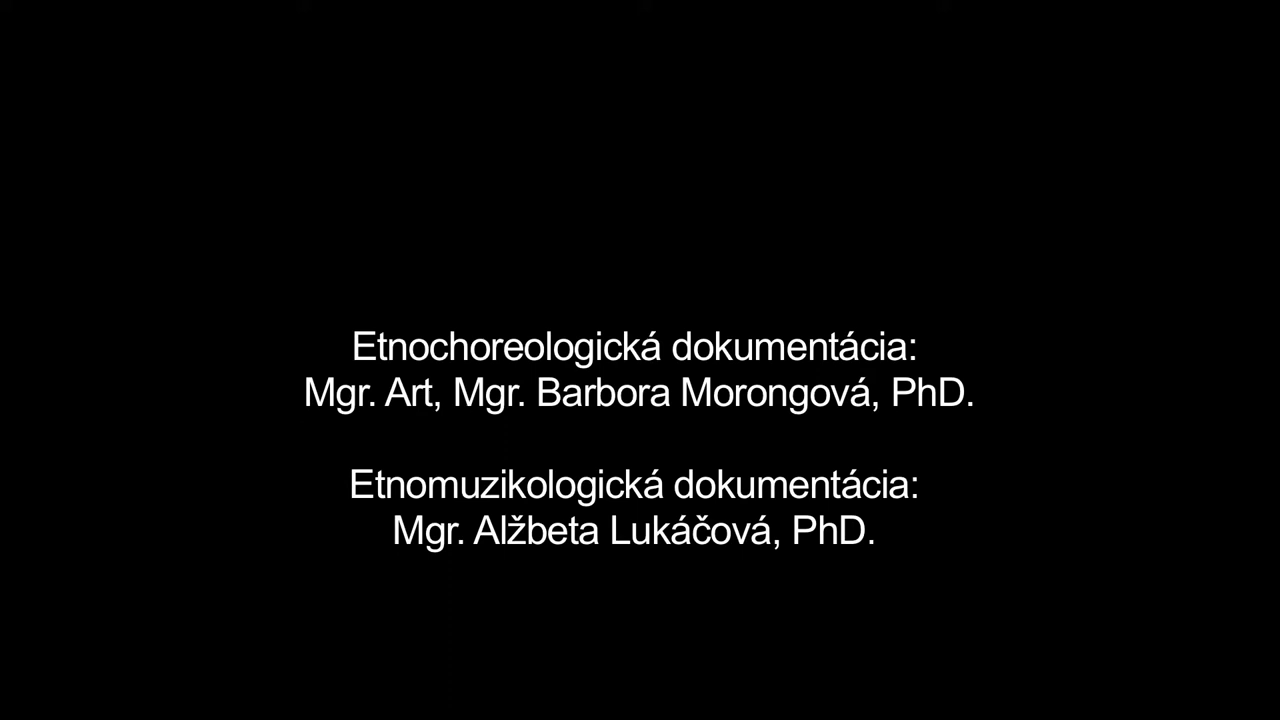 Etnochoreologická dokumentácia:
Mgr. Art, Mgr. Barbora Morongová, PhD.
Etnomuzikologická dokumentácia:
Mgr. Alžbeta Lukáčová, PhD.